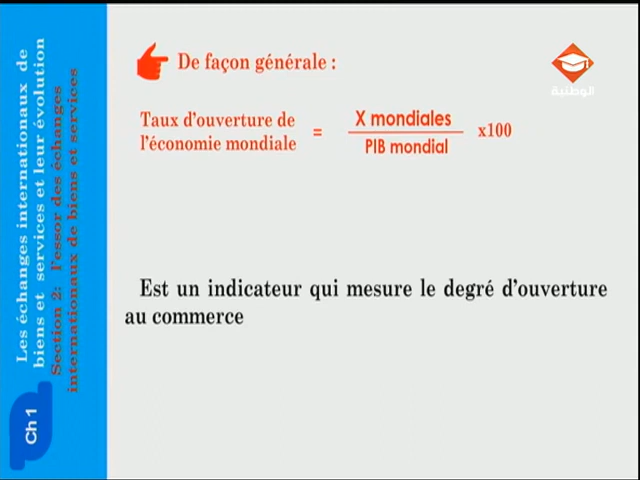 Les échanges internationaux de
biens et services et leur évolution
Section 2: l'essor des échanges
internationaux de biens et services
Ch 1
De façon générale :
الوطنية
Taux d'ouverture de
l'économie mondiale
=
X mondiales
PIB mondial
x100
Est un indicateur qui mesure le degré d'ouverture
au commerce